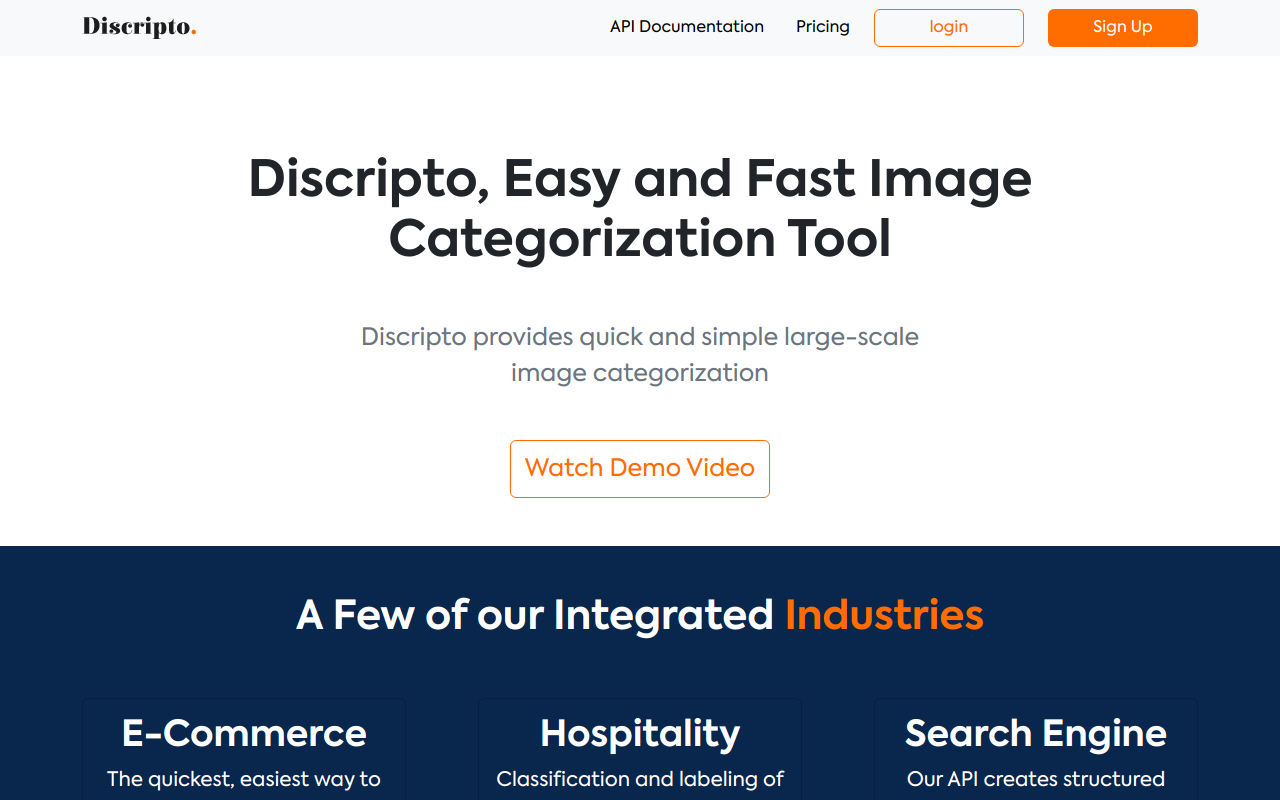 Discripto.
API Documentation
Pricing
login
Sign Up
Discripto, Easy and Fast Image
Categorization Tool
Discripto provides quick and simple large-scale
image categorization
Watch Demo Video
A Few of our Integrated Industries
E-Commerce
The quickest, easiest way to
Hospitality
Classification and labeling of
Search Engine
Our API creates structured